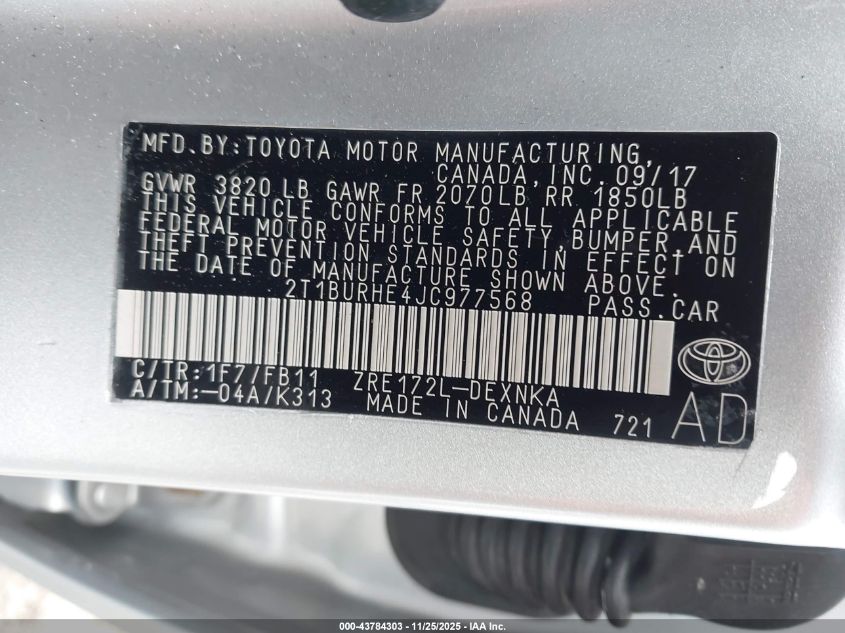 MFD.BY:TOYOTA MOTOR MANUFACTURING,
CANADA,INC.09/17
GVWR 3820 LB GAWR FR 2070LB RR 1850LB
THIS VEHICLE CONFORMS TO ALL APPLICABLE
FEDERAL MOTOR VEHICLE SAFETY,BUMPER,AND
THEFT PREVENTION STANDARDS IN EFFECT ON
THE DATE OF MANUFACTURE SHOWN ABOVE.
2T1BURHE4JC977568 PASS.CAR
C/TR:1F7/FB11 ZRE172L-DEXNKA
A/TM:-04A/K313 MADE IN CANADA 721 AD
000-43784303 - 11/25/2025 - IAA Inc.